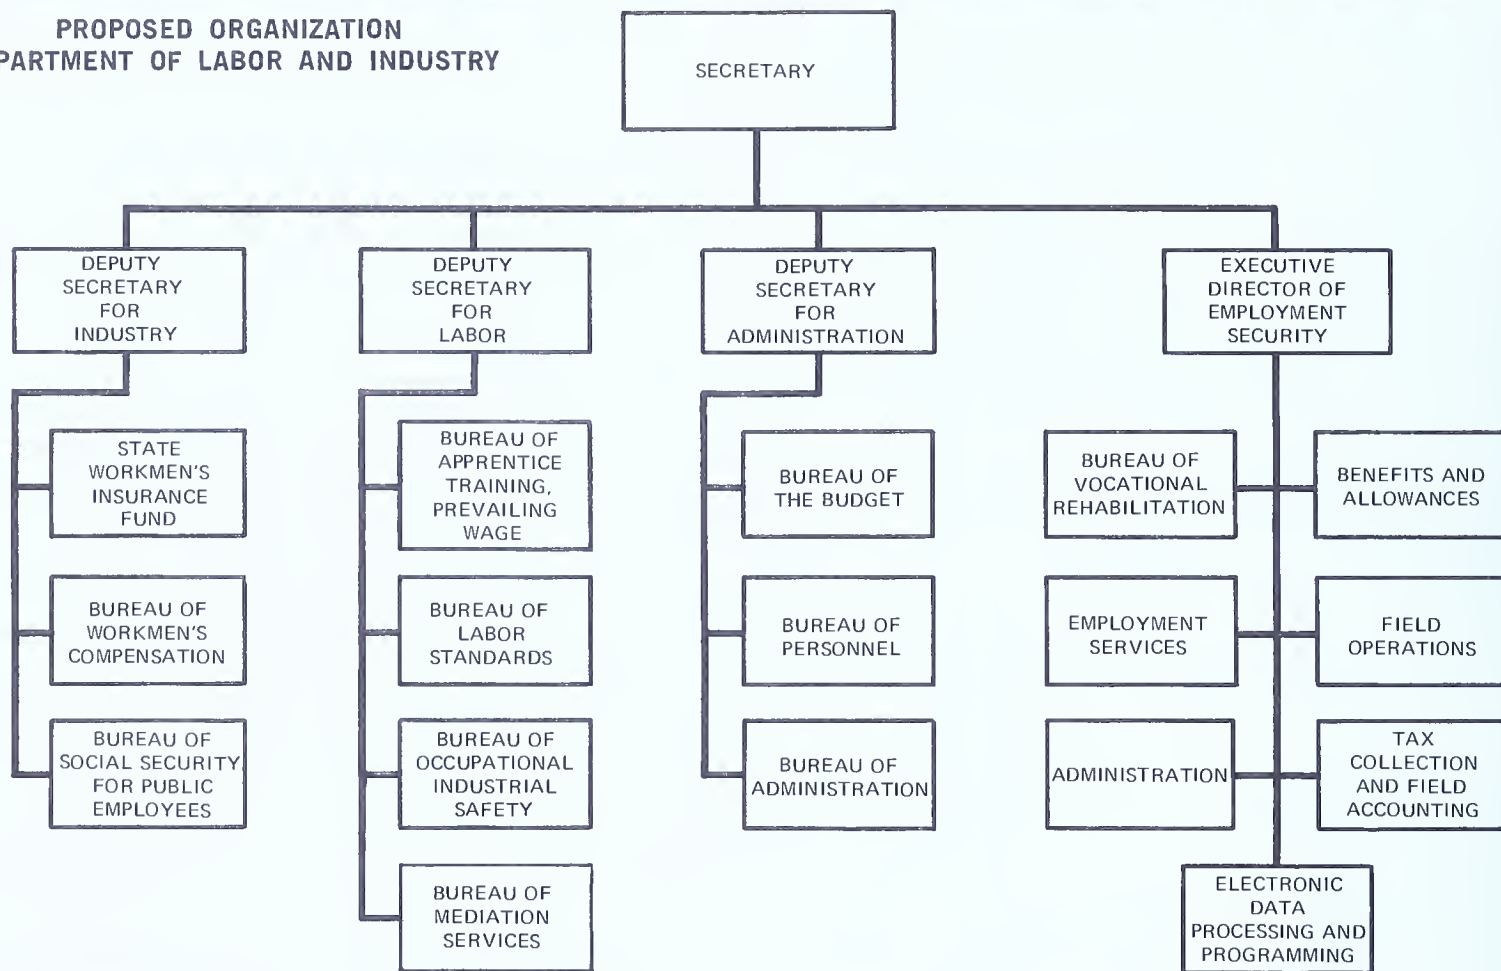 PROPOSED ORGANIZATION
PARTMENT OF LABOR AND INDUSTRY
SECRETARY
DEPUTY
SECRETARY
FOR
INDUSTRY
DEPUTY
SECRETARY
FOR
LABOR
DEPUTY
SECRETARY
FOR
ADMINISTRATION
EXECUTIVE
DIRECTOR OF
EMPLOYMENT
SECURITY
STATE
WORKMEN'S
INSURANCE
FUND
BUREAU OF
WORKMEN'S
COMPENSATION
BUREAU OF
SOCIAL SECURITY
FOR PUBLIC
EMPLOYEES
BUREAU OF
APPRENTICE
TRAINING,
PREVAILING
WAGE
BUREAU OF
LABOR
STANDARDS
BUREAU OF
OCCUPATIONAL
INDUSTRIAL
SAFETY
BUREAU OF
MEDIATION
SERVICES
BUREAU OF
THE BUDGET
BUREAU OF
PERSONNEL
BUREAU OF
ADMINISTRATION
BUREAU OF
VOCATIONAL
REHABILITATION
BENEFITS AND
ALLOWANCES
EMPLOYMENT
SERVICES
FIELD
OPERATIONS
ADMINISTRATION
TAX
COLLECTION
AND FIELD
ACCOUNTING
ELECTRONIC
DATA
PROCESSING AND
PROGRAMMING